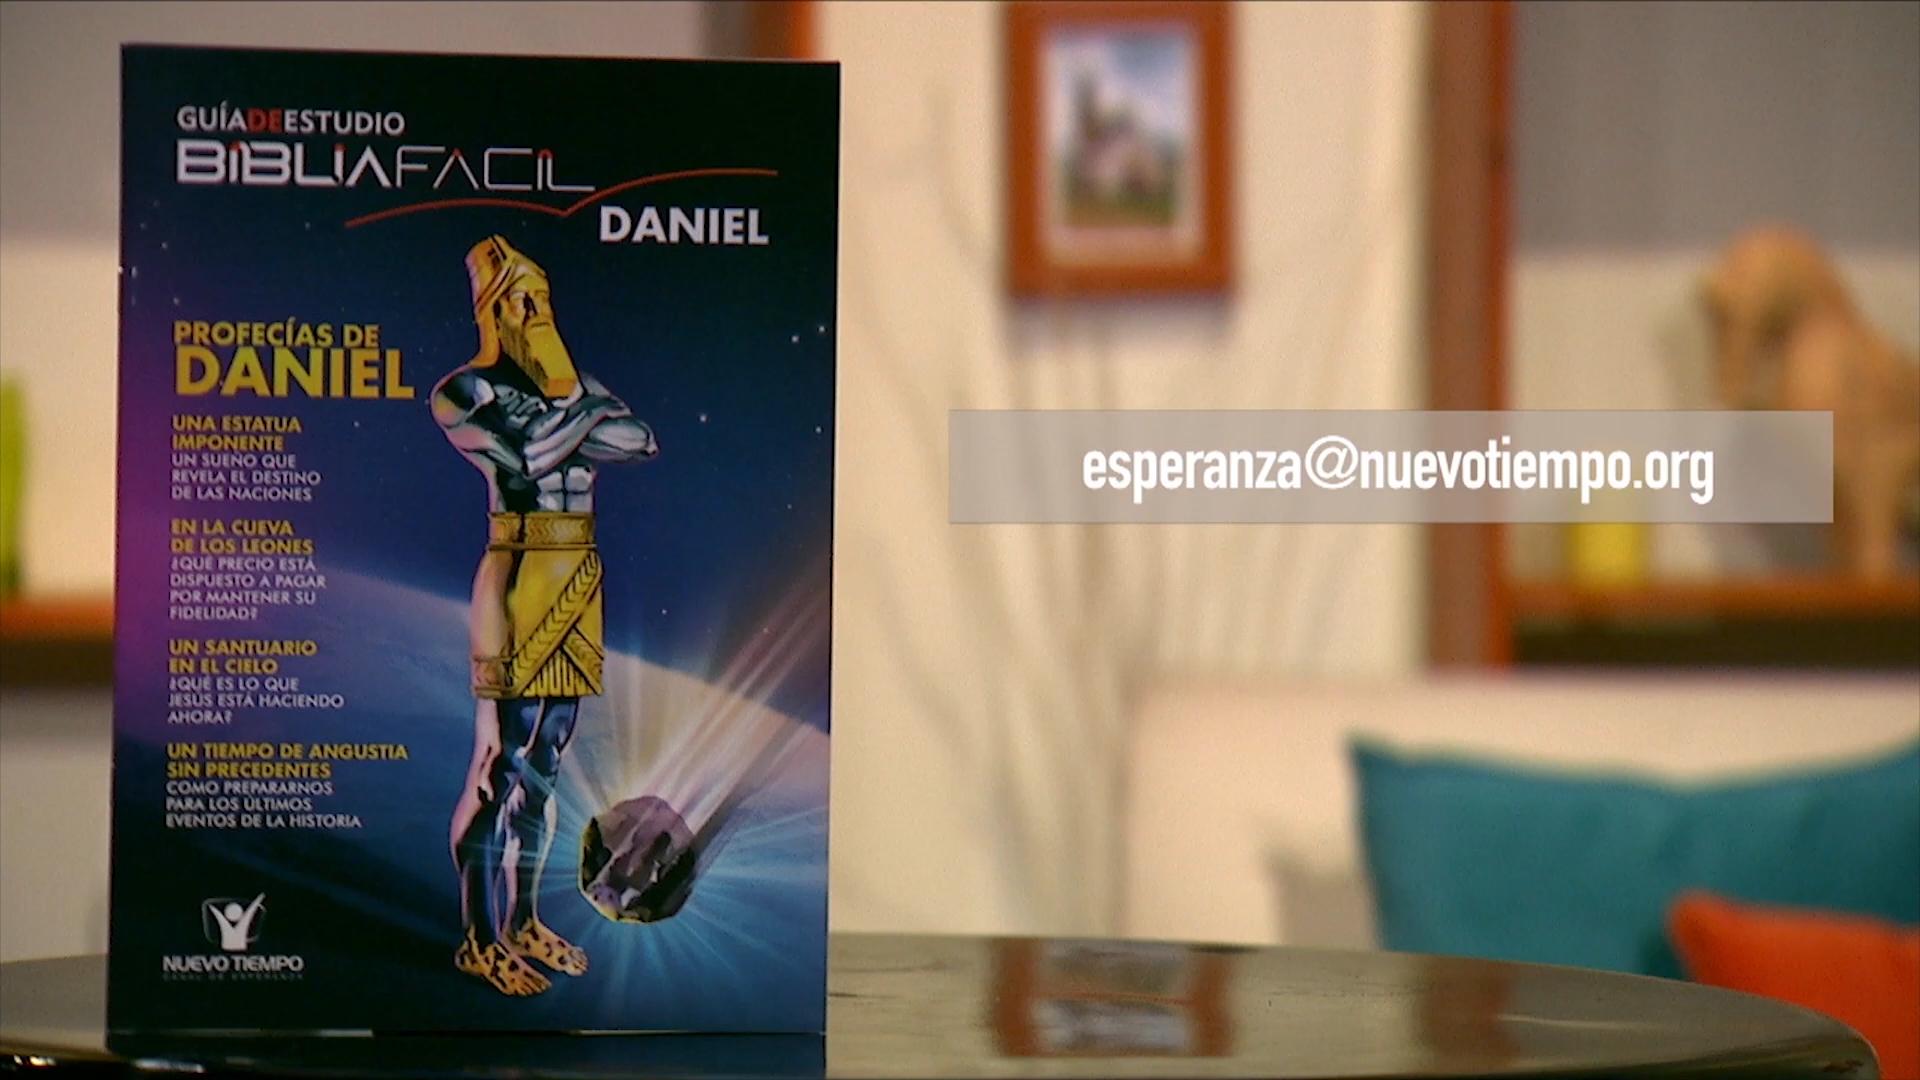 GUÍADEESTUDIO
BIBLIAFACIL
DANIEL
PROFECÍAS DE
DANIEL
UNA ESTATUA
IMPONENTE
UN SUEÑO QUE
REVELA EL DESTINO
DE LAS NACIONES
EN LA CUEVA
DE LOS LEONES
¿QUÉ PRECIO ESTÁ
DISPUESTO A PAGAR
POR MANTENER SU
FIDELIDAD?
UN SANTUARIO
EN EL CIELO
¿QUÉ ES LO QUE
JESÚS ESTÁ HACIENDO
AHORA?
UN TIEMPO DE ANGUSTIA
SIN PRECEDENTES
COMO PREPARARNOS
PARA LOS ÚLTIMOS
EVENTOS DE LA HISTORIA
NUEVO TIEMPO
esperanza@nuevotiempo.org